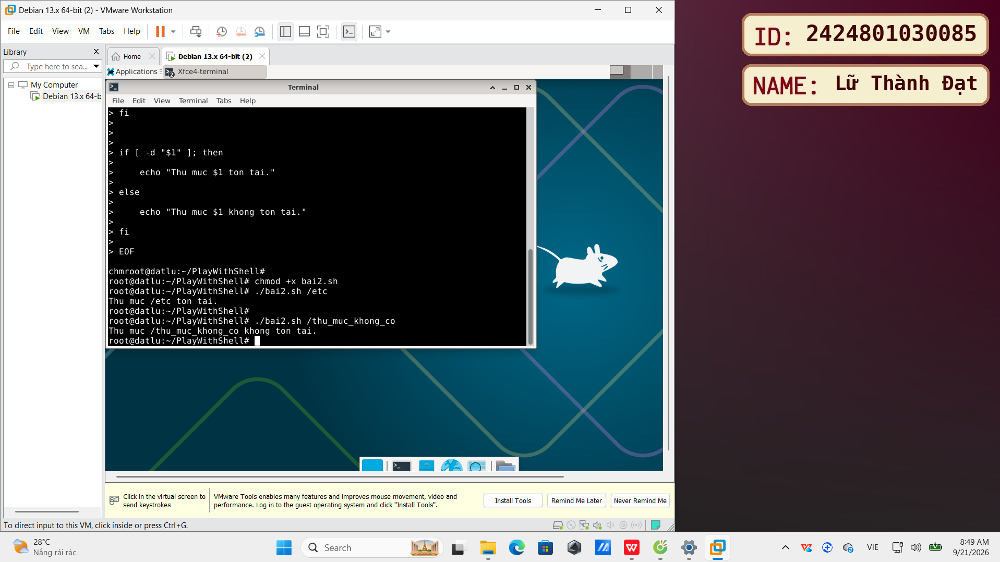 Debian 13.x 64-bit (2) - VMware Workstation
File Edit View VM Tabs Help
Library
Type here to sea...
My Computer
Debian 13.x 64-b
Home
Debian 13.x 64-bit (2)
Applications
Xfce4-terminal
Terminal
File Edit View Terminal Tabs Help
> fi
>
>
>
> if [ -d "$1" ]; then
>
>     echo "Thu muc $1 ton tai."
>
> else
>
>     echo "Thu muc $1 khong ton tai."
>
> fi
>
> EOF
chmroot@datlu:~/PlayWithShell#
root@datlu:~/PlayWithShell# chmod +x bai2.sh
root@datlu:~/PlayWithShell# ./bai2.sh /etc
Thu muc /etc ton tai.
root@datlu:~/PlayWithShell#
root@datlu:~/PlayWithShell# ./bai2.sh /thu_muc_khong_co
Thu muc /thu_muc_khong_co khong ton tai.
root@datlu:~/PlayWithShell#
Click in the virtual screen to
send keystrokes
VMware Tools enables many features and improves mouse movement, video and
performance. Log in to the guest operating system and click "Install Tools".
Install Tools
Remind Me Later
Never Remind Me
To direct input to this VM, click inside or press Ctrl+G.
ID: 2424801030085
NAME: Lữ Thành Đạt
28°C
Nắng rải rác
Search
VIE
8:49 AM
9/21/2026